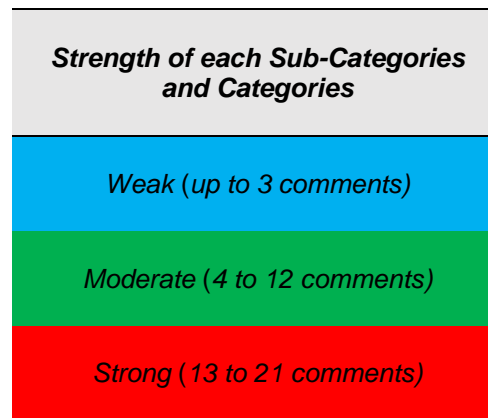 Strength of each Sub-Categories
and Categories
Weak (up to 3 comments)
Moderate (4 to 12 comments)
Strong (13 to 21 comments)